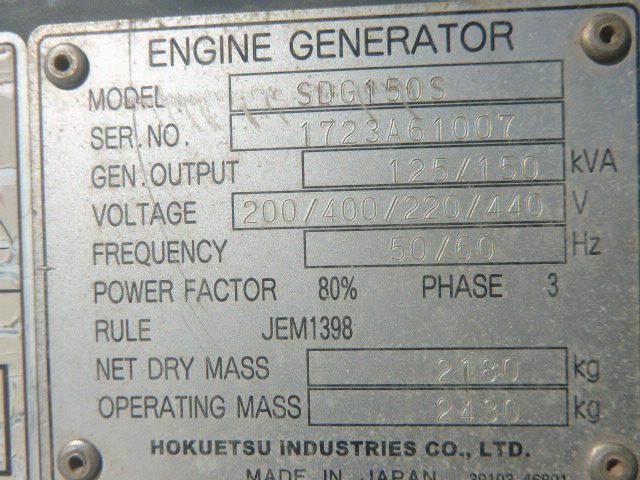 ENGINE GENERATOR
MODEL SDG150S
SER.NO. 1723A61007
GEN.OUTPUT 125/150 kVA
VOLTAGE 200/400/220/440 V
FREQUENCY 50/60 Hz
POWER FACTOR 80% PHASE 3
RULE JEM1398
NET DRY MASS 2180 kg
OPERATING MASS 2430 kg
HOKUETSU INDUSTRIES CO., LTD.
MADE IN JAPAN